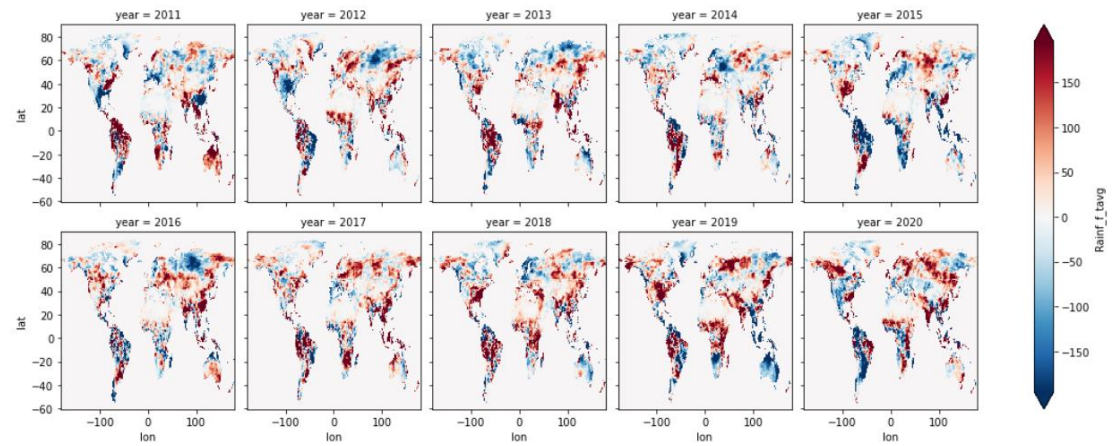 year = 2011
year = 2012
year = 2013
year = 2014
year = 2015
80
60
40
20
0
−20
−40
−60
lat
year = 2016
year = 2017
year = 2018
year = 2019
year = 2020
80
60
40
20
0
−20
−40
−60
lat
−100 0 100
−100 0 100
−100 0 100
−100 0 100
−100 0 100
lon
lon
lon
lon
lon
150
100
50
0
−50
−100
−150
Rainf_f_tavg